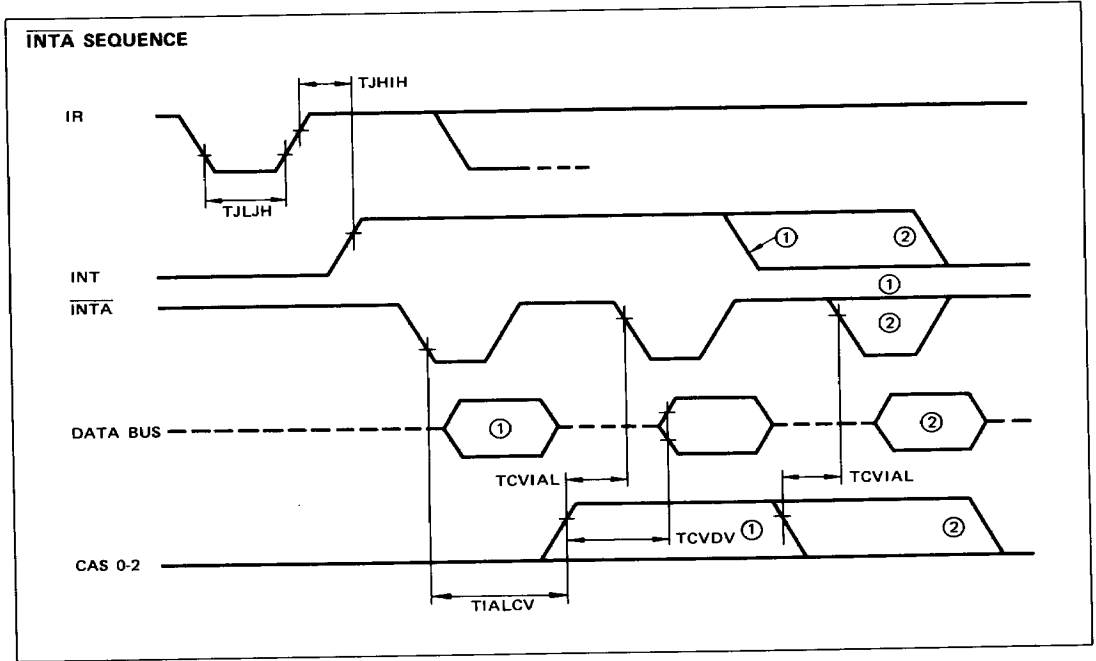 INTA SEQUENCE
TJHIH
IR
TJLJH
① ②
INT
①
INTA
②
DATA BUS ① ②
TCVIAL TCVIAL
TCVDV ① ②
CAS 0-2
TIALCV